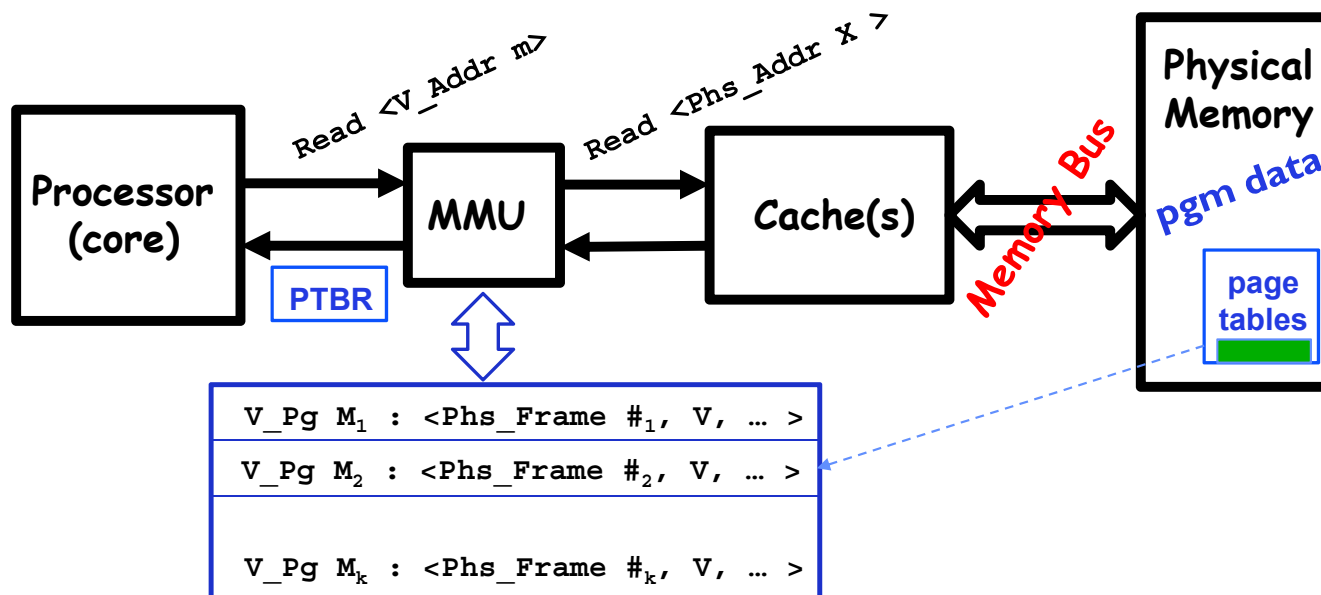 Read <V_Addr m>
Read <Phs_Addr X >
Physical
Memory
Processor
(core)
MMU
Cache(s)
Memory Bus
pgm data
PTBR
page
tables
V_Pg M₁ : <Phs_Frame #₁, V, … >
V_Pg M₂ : <Phs_Frame #₂, V, … >
V_Pg Mₖ : <Phs_Frame #ₖ, V, … >